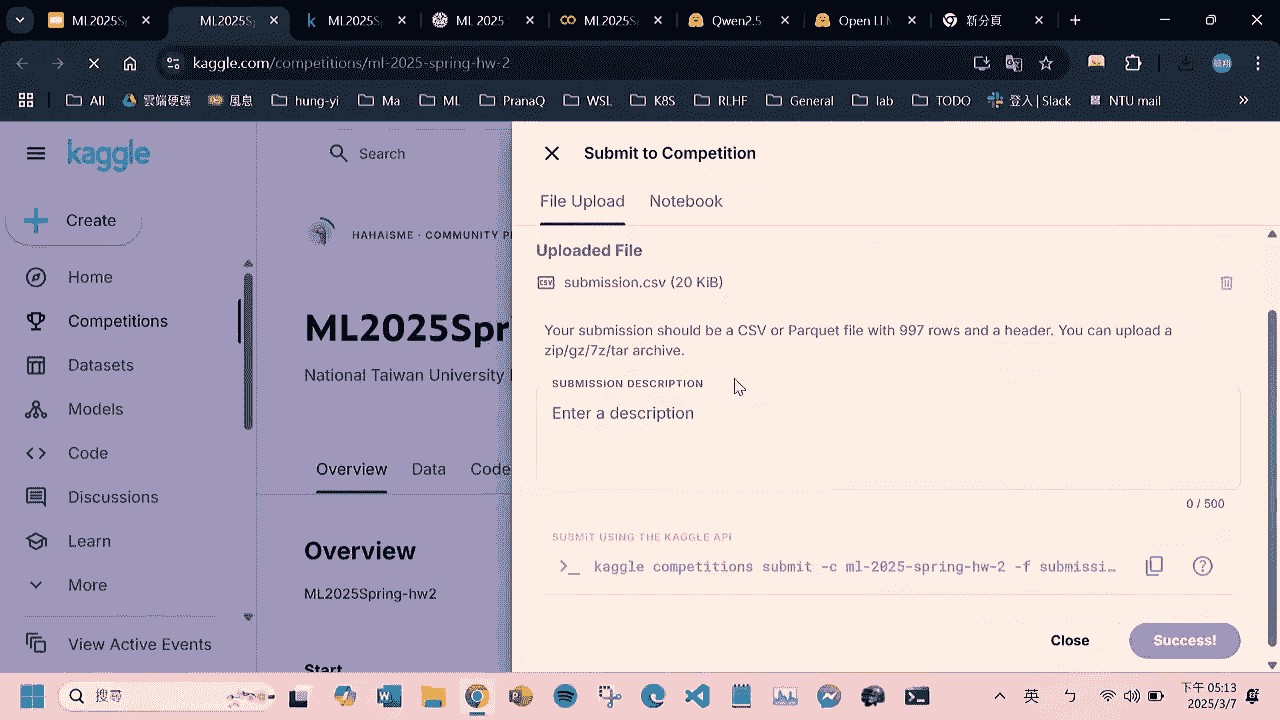 ML2025Sp
ML2025Sp
ML2025Sp
ML 2025
ML2025Sp
Qwen2.5
Open LLM
新分頁
kaggle.com/competitions/ml-2025-spring-hw-2
All
雲端硬碟
風息
hung-yi
Ma
ML
PranaQ
WSL
K8S
RLHF
General
lab
TODO
登入 | Slack
NTU mail
kaggle
Search
Submit to Competition
File Upload
Notebook
Create
HAHAISME · COMMUNITY P
Uploaded File
CSV
submission.csv (20 KiB)
Home
Competitions
Datasets
Models
Code
Discussions
Learn
More
View Active Events
ML2025Spr
National Taiwan University
Overview
Data
Code
Overview
ML2025Spring-hw2
Start
Your submission should be a CSV or Parquet file with 997 rows and a header. You can upload a
zip/gz/7z/tar archive.
SUBMISSION DESCRIPTION
Enter a description
0 / 500
SUBMIT USING THE KAGGLE API
kaggle competitions submit -c ml-2025-spring-hw-2 -f submissi…
Close
Success!
搜尋
英
ㄅ
下午 05:13
2025/3/7